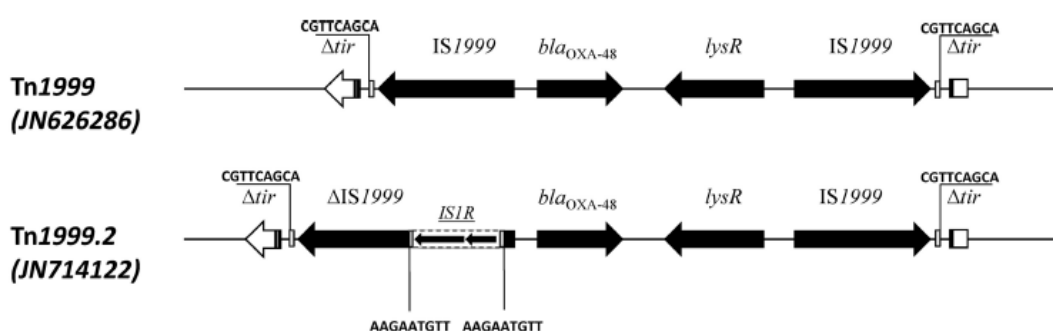 CGTTCAGCA CGTTCAGCA
Δtir IS1999 blaOXA-48 lysR IS1999 Δtir
Tn1999
(JN626286)
CGTTCAGCA CGTTCAGCA
Δtir ΔIS1999 IS1R blaOXA-48 lysR IS1999 Δtir
Tn1999.2
(JN714122)
AAGAATGTT AAGAATGTT